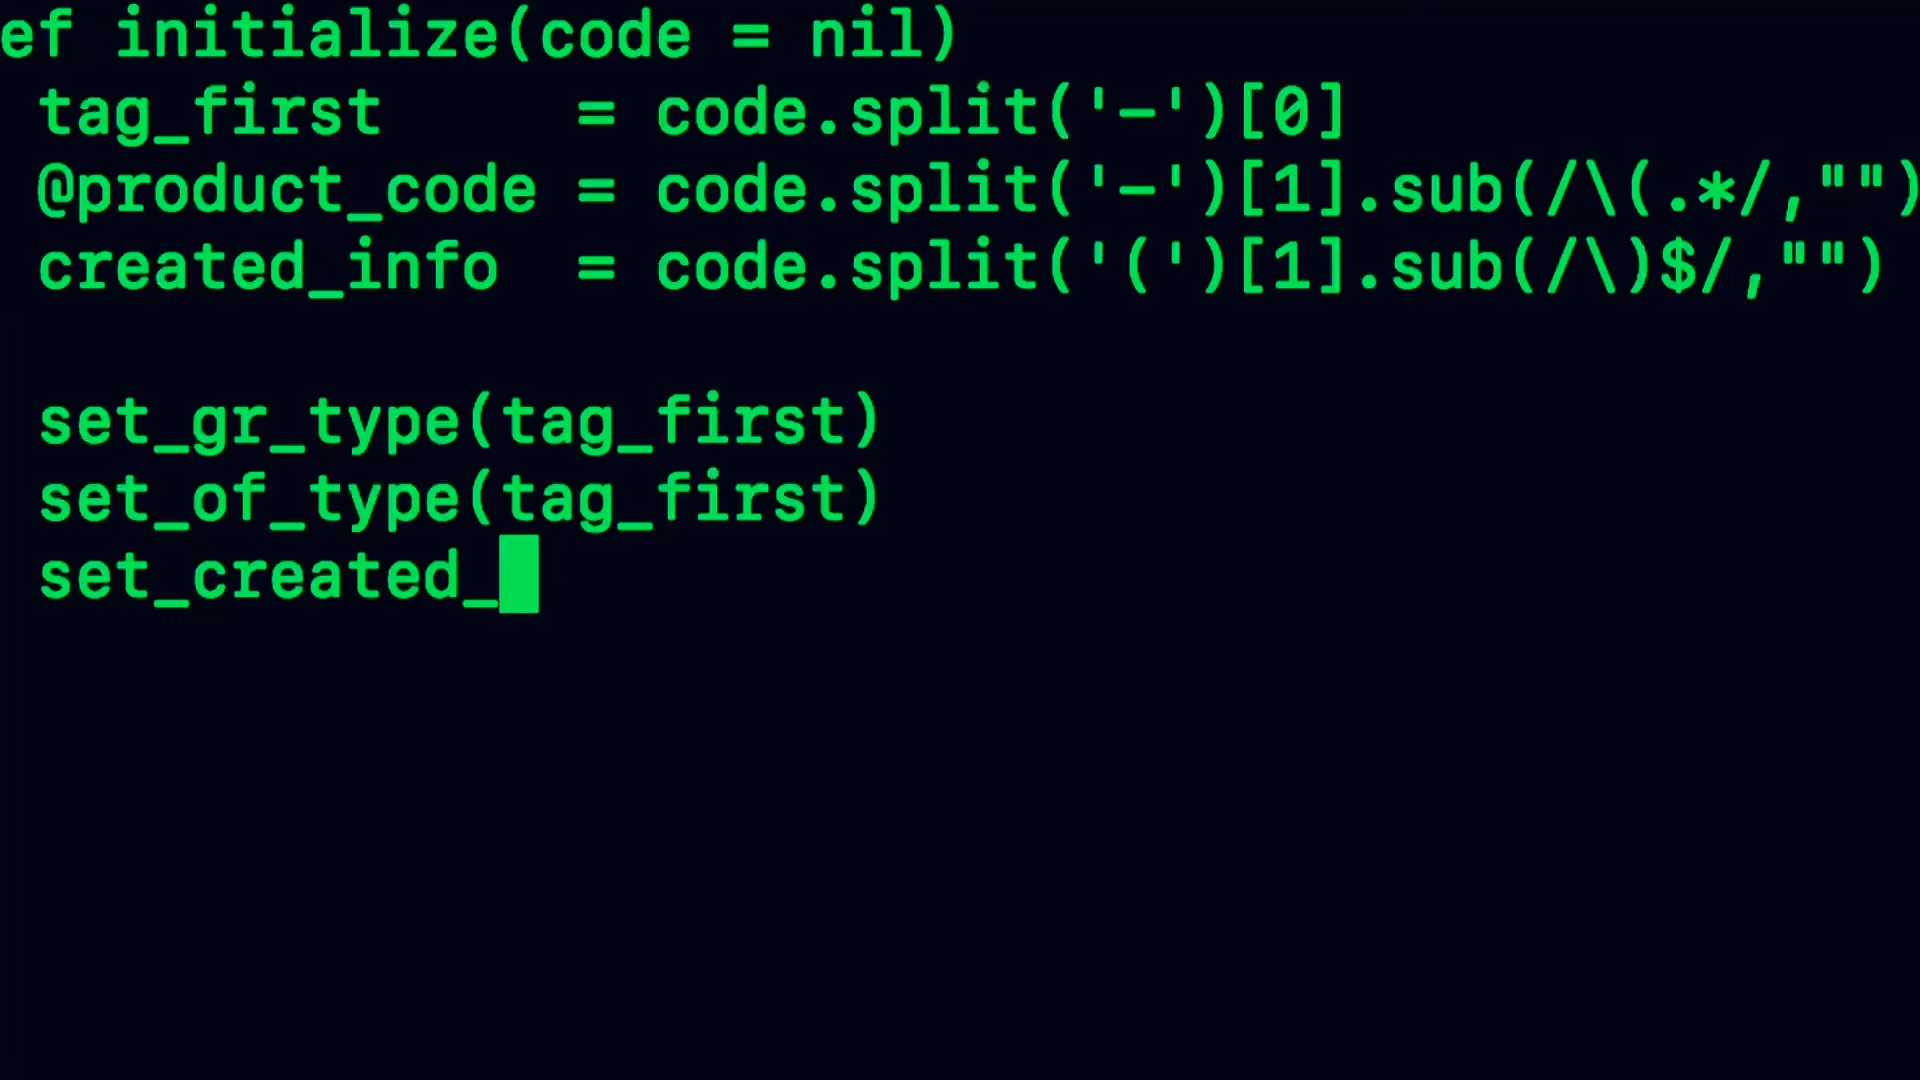 ef initialize(code = nil)
tag_first = code.split('-')[0]
@product_code = code.split('-')[1].sub(/\(.*/,"")
created_info = code.split('(')[1].sub(/\)$/,"")
set_gr_type(tag_first)
set_of_type(tag_first)
set_created_